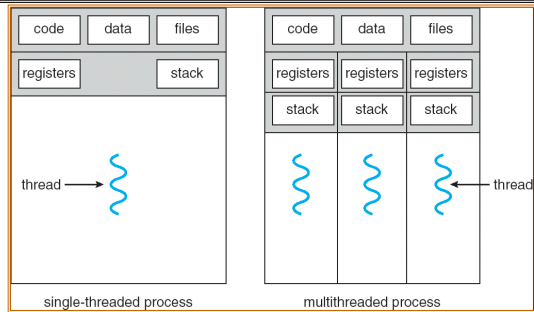 code data files
registers stack
thread
single-threaded process
code data files
registers registers registers
stack stack stack
thread
multithreaded process